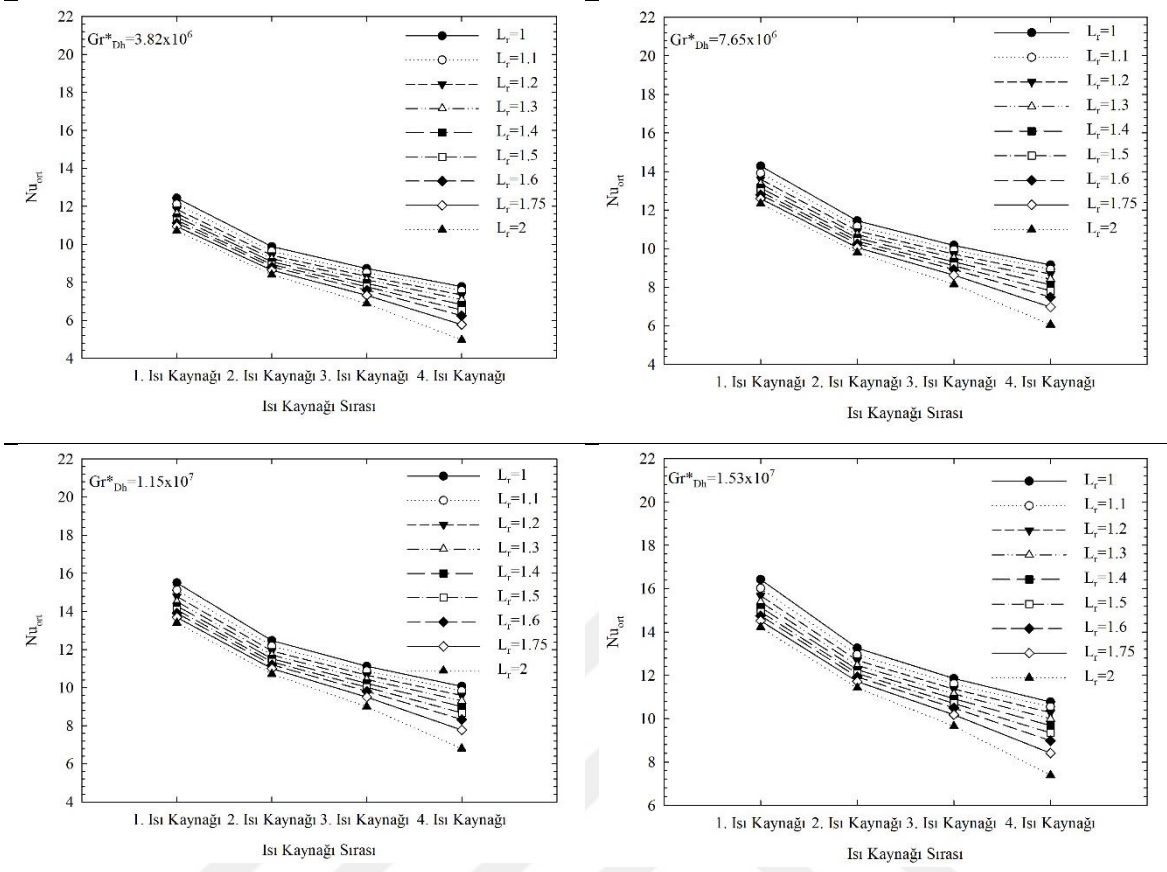 22
20
18
16
14
12
10
8
6
4
Nu_ort
Gr*_Dh=3.82x10^6
L_r=1
L_r=1.1
L_r=1.2
L_r=1.3
L_r=1.4
L_r=1.5
L_r=1.6
L_r=1.75
L_r=2
1. Isı Kaynağı 2. Isı Kaynağı 3. Isı Kaynağı 4. Isı Kaynağı
Isı Kaynağı Sırası
22
20
18
16
14
12
10
8
6
4
Nu_ort
Gr*_Dh=7.65x10^6
L_r=1
L_r=1.1
L_r=1.2
L_r=1.3
L_r=1.4
L_r=1.5
L_r=1.6
L_r=1.75
L_r=2
1. Isı Kaynağı 2. Isı Kaynağı 3. Isı Kaynağı 4. Isı Kaynağı
Isı Kaynağı Sırası
22
20
18
16
14
12
10
8
6
4
Nu_ort
Gr*_Dh=1.15x10^7
L_r=1
L_r=1.1
L_r=1.2
L_r=1.3
L_r=1.4
L_r=1.5
L_r=1.6
L_r=1.75
L_r=2
1. Isı Kaynağı 2. Isı Kaynağı 3. Isı Kaynağı 4. Isı Kaynağı
Isı Kaynağı Sırası
22
20
18
16
14
12
10
8
6
Nu_ort
Gr*_Dh=1.53x10^7
L_r=1
L_r=1.1
L_r=1.2
L_r=1.3
L_r=1.4
L_r=1.5
L_r=1.6
L_r=1.75
L_r=2
1. Isı Kaynağı 2. Isı Kaynağı 3. Isı Kaynağı 4. Isı Kaynağı
Isı Kaynağı Sırası